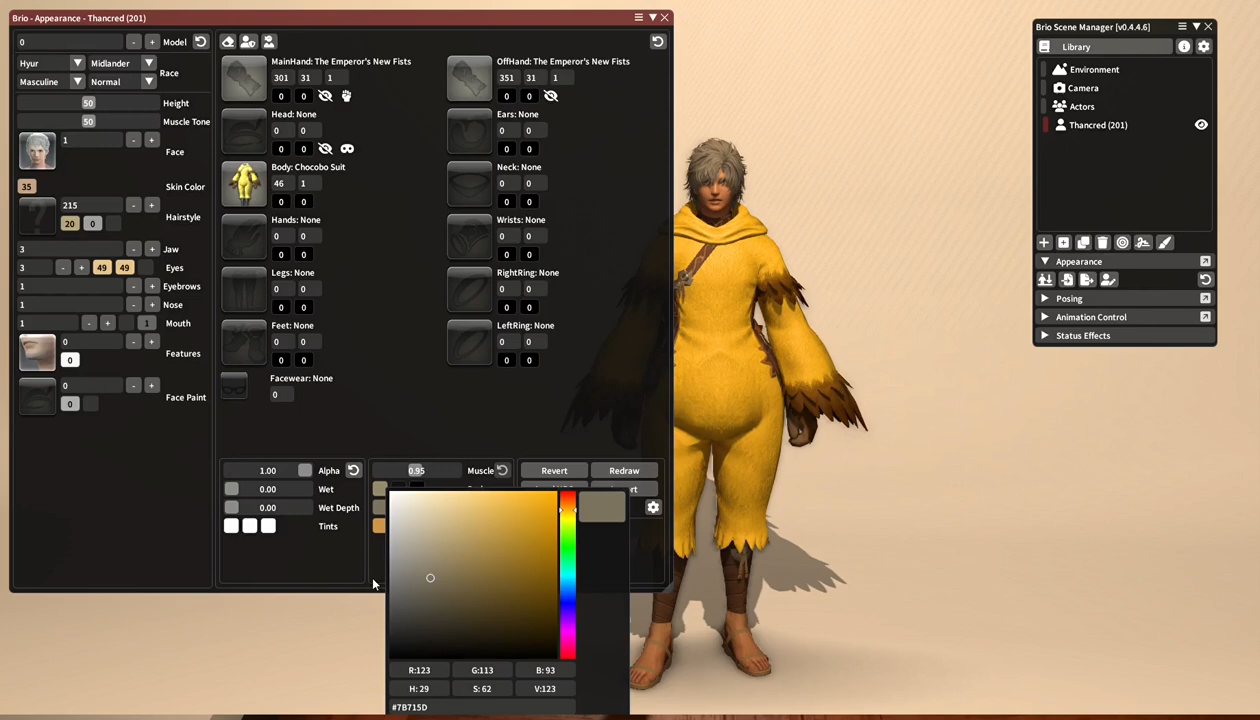 Brio - Appearance - Thancred (201)
0 - + Model
Hyur Midlander
Race
Masculine Normal
50 Height
50 Muscle Tone
1 - +
Face
35 Skin Color
215 - +
Hairstyle
20 0
3 - + Jaw
3 - + 49 49 Eyes
1 - + Eyebrows
1 - + Nose
1 - + 1 Mouth
0 - +
Features
0
0 - +
Face Paint
0
MainHand: The Emperor's New Fists
301 31 1
0 0
Head: None
0 0
0 0
Body: Chocobo Suit
46 1
0 0
Hands: None
0 0
0 0
Legs: None
0 0
0 0
Feet: None
0 0
0 0
Facewear: None
0
OffHand: The Emperor's New Fists
351 31 1
0 0
Ears: None
0 0
0 0
Neck: None
0 0
0 0
Wrists: None
0 0
0 0
RightRing: None
0 0
0 0
LeftRing: None
0 0
0 0
1.00 Alpha
0.00 Wet
0.00 Wet Depth
Tints
0.95 Muscle
Revert Redraw
R:123 G:113 B: 93
H: 29 S: 62 V:123
#7B715D
Brio Scene Manager [v0.4.4.6]
Library
Environment
Camera
Actors
Thancred (201)
Appearance
Posing
Animation Control
Status Effects